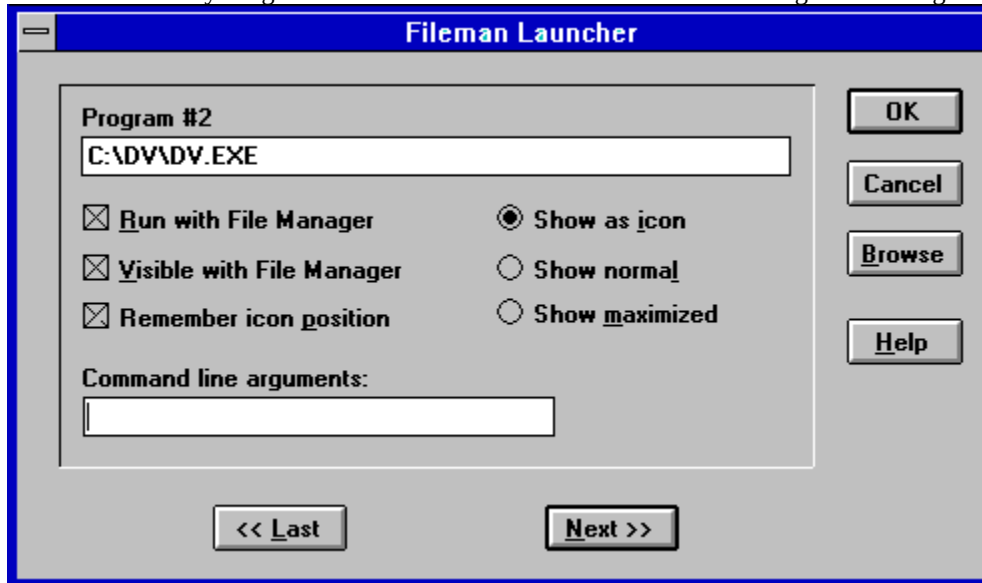 Fileman Launcher
Program #2
C:\DV\DV.EXE
Run with File Manager
Visible with File Manager
Remember icon position
Show as icon
Show normal
Show maximized
Command line arguments:
OK
Cancel
Browse
Help
<< Last
Next >>